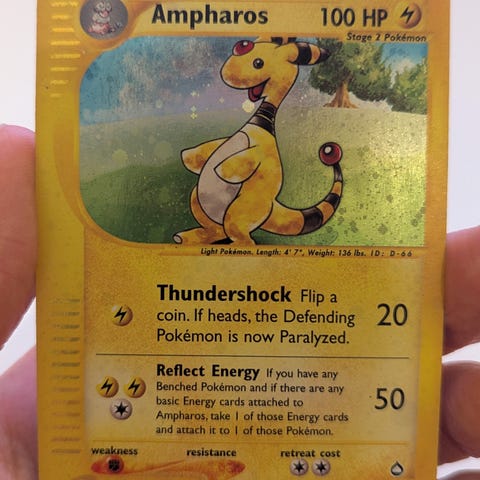 Ampharos 100 HP
Stage 2 Pokémon
Light Pokémon. Length: 4' 7", Weight: 136 lbs. ID: D-66
Thundershock Flip a
coin. If heads, the Defending
Pokémon is now Paralyzed.
20
Reflect Energy If you have any
Benched Pokémon and if there are any
basic Energy cards attached to
Ampharos, take 1 of those Energy cards
and attach it to 1 of those Pokémon.
50
weakness resistance retreat cost